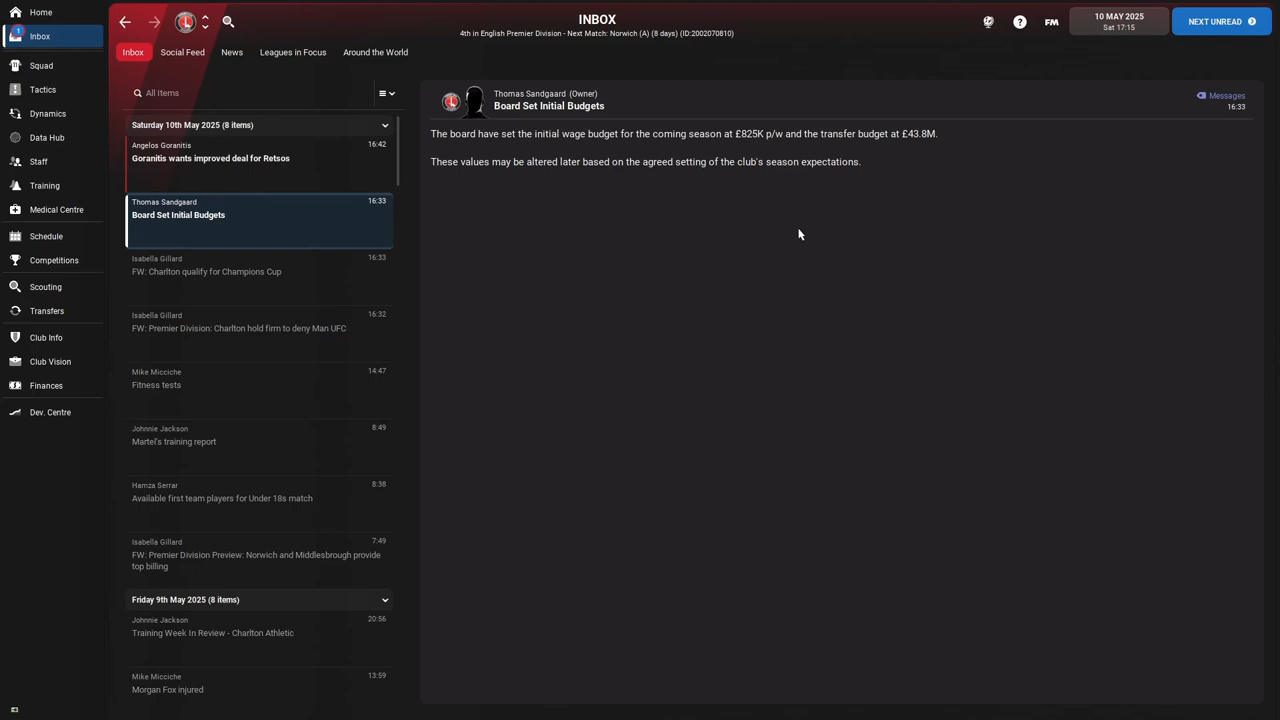 Home
1
Inbox
Squad
Tactics
Dynamics
Data Hub
Staff
Training
Medical Centre
Schedule
Competitions
Scouting
Transfers
Club Info
Club Vision
Finances
Dev. Centre
INBOX
4th in English Premier Division - Next Match: Norwich (A) (8 days) (ID:2002070810)
?
FM
10 MAY 2025
Sat 17:15
NEXT UNREAD
Inbox
Social Feed
News
Leagues in Focus
Around the World
All Items
Saturday 10th May 2025 (8 items)
Angelos Goranitis 16:42
Goranitis wants improved deal for Retsos
Thomas Sandgaard 16:33
Board Set Initial Budgets
Isabella Gillard 16:33
FW: Charlton qualify for Champions Cup
Isabella Gillard 16:32
FW: Premier Division: Charlton hold firm to deny Man UFC
Mike Micciche 14:47
Fitness tests
Johnnie Jackson 8:49
Martel's training report
Hamza Serrar 8:38
Available first team players for Under 18s match
Isabella Gillard 7:49
FW: Premier Division Preview: Norwich and Middlesbrough provide
top billing
Friday 9th May 2025 (8 items)
Johnnie Jackson 20:56
Training Week In Review - Charlton Athletic
Mike Micciche 13:59
Morgan Fox injured
Thomas Sandgaard (Owner)
Board Set Initial Budgets
Messages
16:33
The board have set the initial wage budget for the coming season at £825K p/w and the transfer budget at £43.8M.
These values may be altered later based on the agreed setting of the club's season expectations.